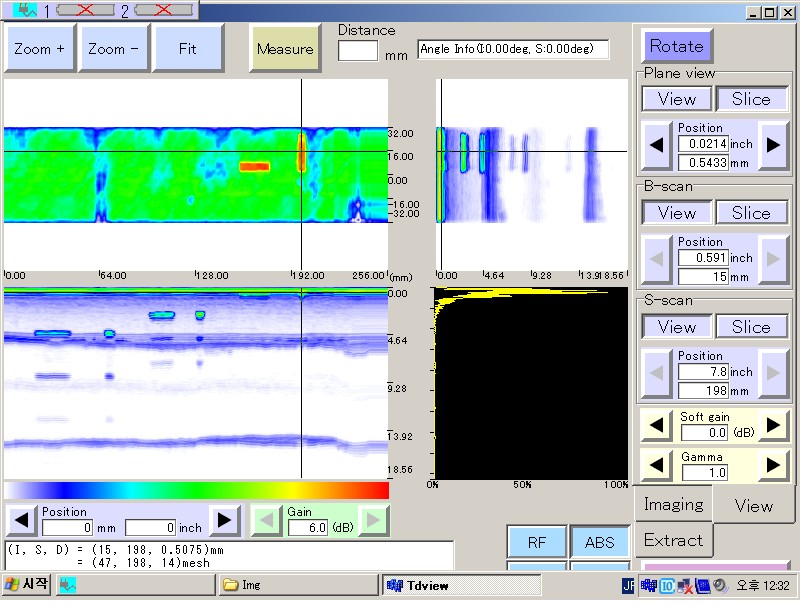 1 2
Zoom + Zoom - Fit Measure
Distance
mm
Angle Info(I:0.00deg, S:0.00deg)
Rotate
Plane view
View Slice
Position
0.0214 inch
0.5433 mm
B-scan
View Slice
Position
0.591 inch
15 mm
S-scan
View Slice
Position
7.8 inch
198 mm
Soft gain
0.0 (dB)
Gamma
1.0
Imaging View
Extract
32.00
16.00
0.00
-16.00
-32.00
0.00 64.00 128.00 192.00 256.00 (mm)
0.00 4.64 9.28 13.9 18.56
0.00
4.64
9.28
13.92
18.56
0% 50% 100%
Position
0 mm 0 inch
Gain
6.0 (dB)
RF ABS
(I, S, D) = (15, 198, 0.5075)mm
= (47, 198, 14)mesh
시작 Img Tdview JP 오후 12:32